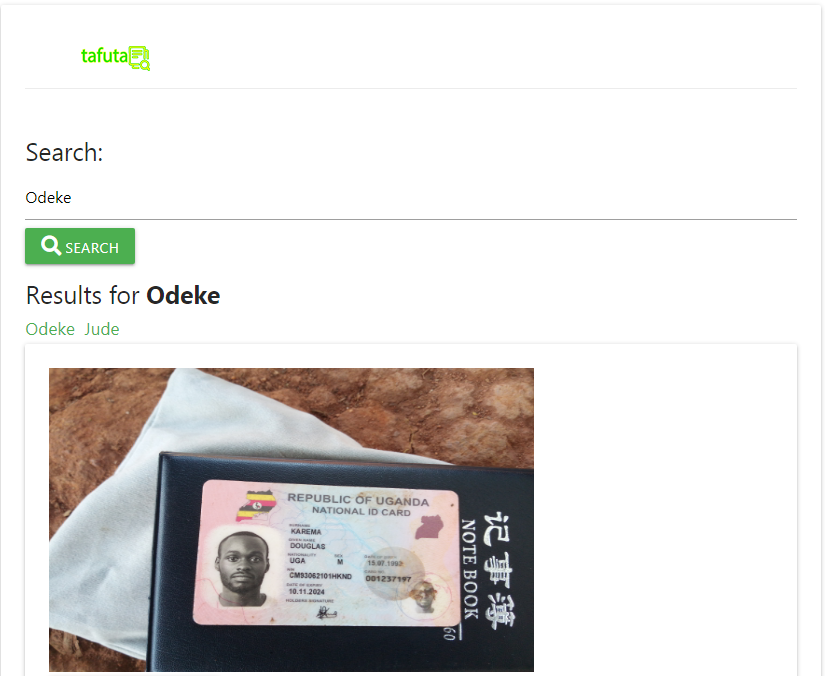 tafuta
Search:
Odeke
SEARCH
Results for Odeke
Odeke Jude
REPUBLIC OF UGANDA
NATIONAL ID CARD
SURNAME
KAREMA
GIVEN NAME
DOUGLAS
NATIONALITY SEX DATE OF BIRTH
UGA M 15.07.1993
NIN CARD NO.
CM93062101HKND 001237197
DATE OF EXPIRY
10.11.2024
HOLDERS SIGNATURE
记事簿
NOTE BOOK
60